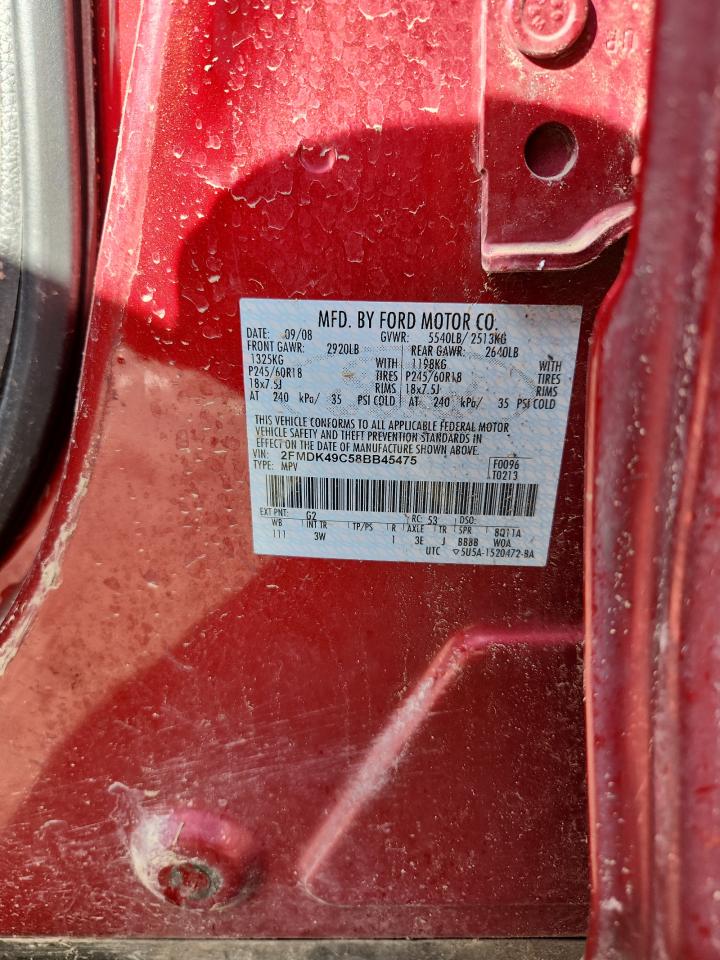 UP
MFD. BY FORD MOTOR CO.
DATE: 09/08 GVWR: 5540LB/ 2513KG
FRONT GAWR: 2920LB REAR GAWR: 2640LB
1325KG WITH 1198KG WITH
P245/60R18 TIRES P245/60R18 TIRES
18x7.5J RIMS 18x7.5J RIMS
AT 240 kPa/ 35 PSI COLD AT 240 kPa/ 35 PSI COLD
THIS VEHICLE CONFORMS TO ALL APPLICABLE FEDERAL MOTOR
VEHICLE SAFETY AND THEFT PREVENTION STANDARDS IN
EFFECT ON THE DATE OF MANUFACTURE SHOWN ABOVE.
VIN: 2FMDK49C58BB45475 F0096
TYPE: MPV T0213
EXT PNT: G2 RC: 53 DSO:
WB INT TR TP/PS R AXLE TR SPR 8Q11A
111 3W I 3E J BBBB W0A
UTC ▽5U5A-1520472-BA